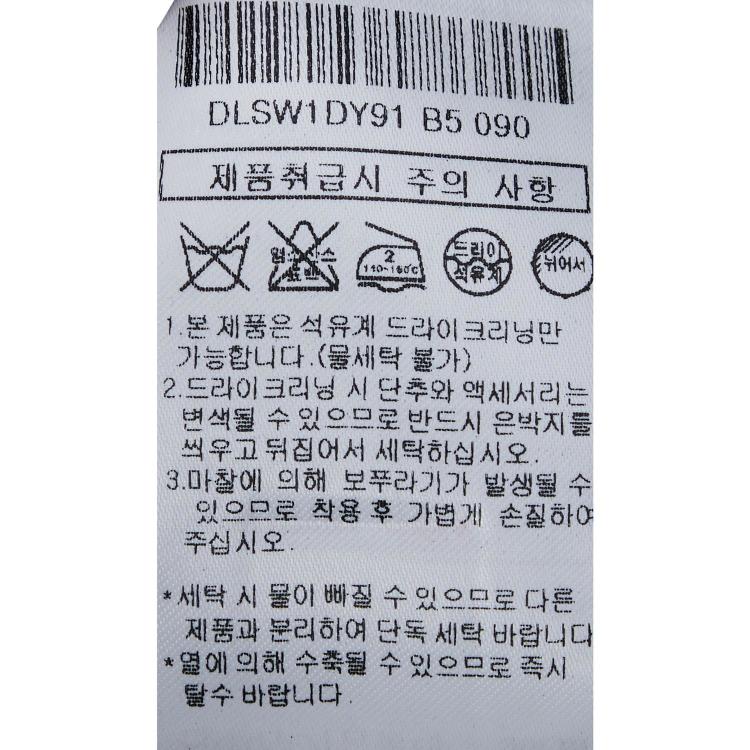 DLSW1DY91 B5 090
제품취급시 주의 사항
염소산소 표백
2
140-160℃
드라이
석유계
뉘어서
1.본 제품은 석유계 드라이크리닝만
가능합니다.(물세탁 불가)
2.드라이크리닝 시 단추와 액세서리는
변색될 수 있으므로 반드시 은박지를
씌우고 뒤집어서 세탁하십시오.
3.마찰에 의해 보푸라기가 발생될 수
있으므로 착용 후 가볍게 손질하여
주십시오.
*세탁 시 물이 빠질 수 있으므로 다른
제품과 분리하여 단독 세탁 바랍니다
*열에 의해 수축될 수 있으므로 즉시
탈수 바랍니다.